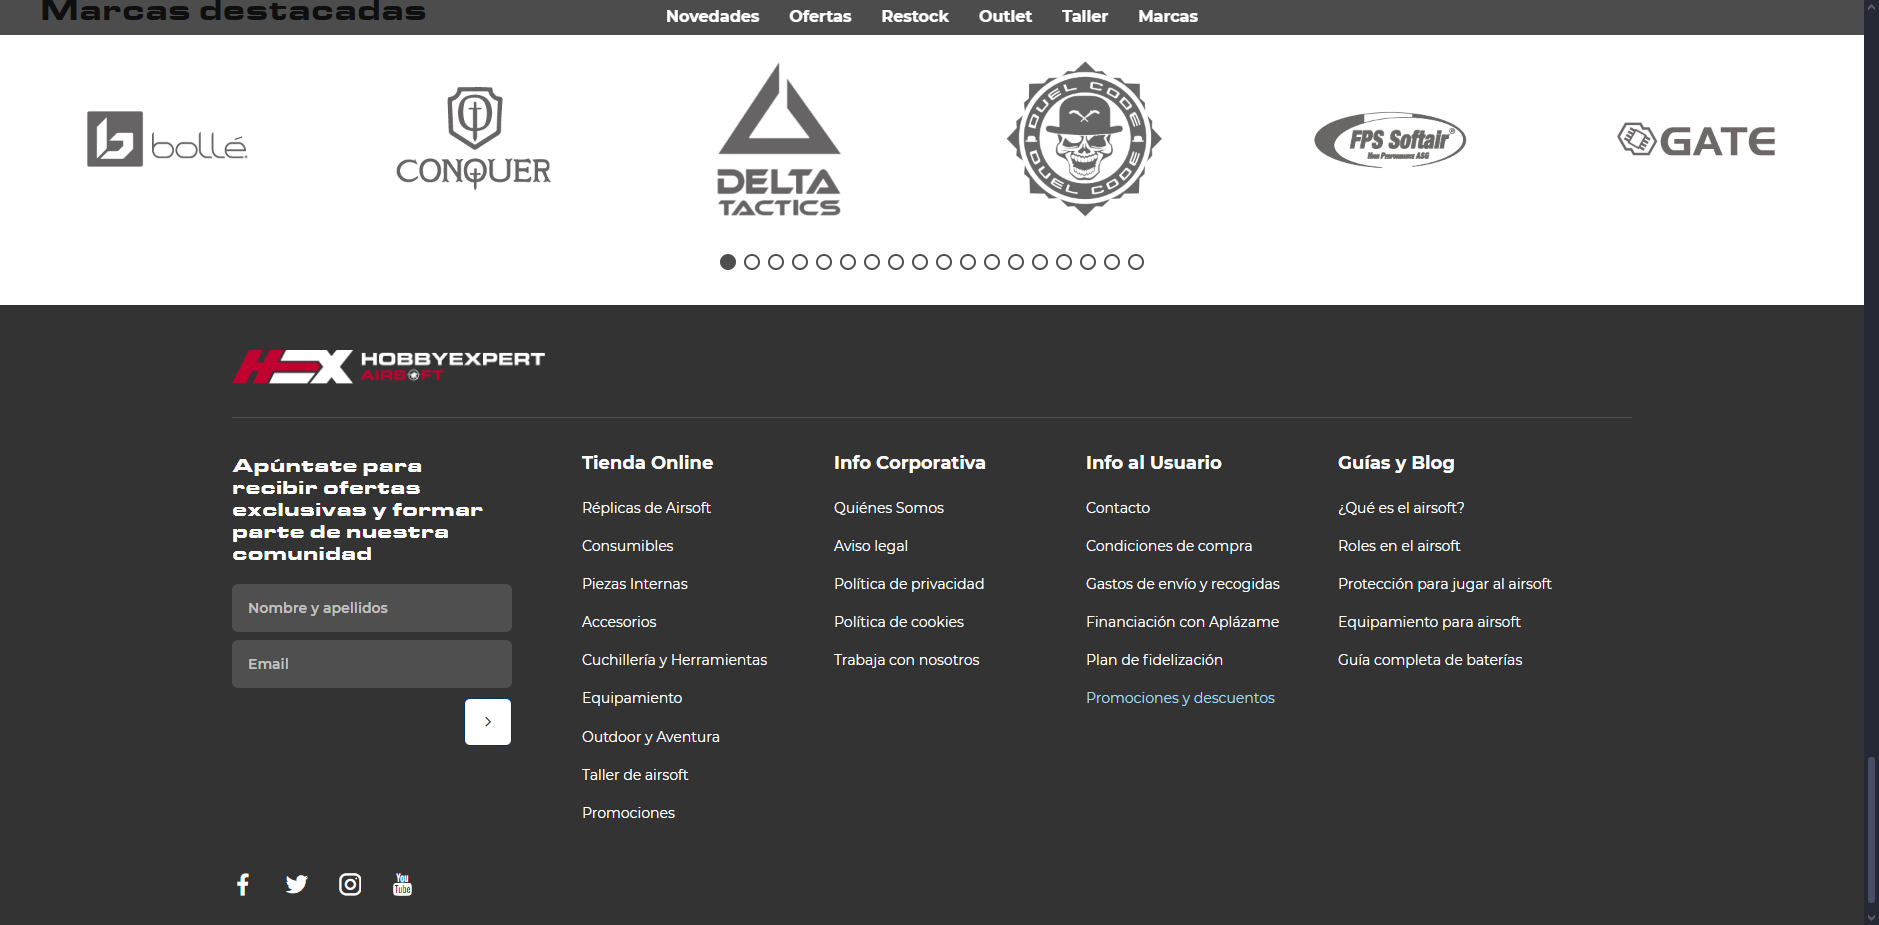 Marcas destacadas
Novedades Ofertas Restock Outlet Taller Marcas
bollé
CONQUER
DELTA
TACTICS
DUEL CODE
DUEL CODE
FPS Softair®
High Performance ASG
GATE
HEX HOBBYEXPERT
AIRSOFT
Apúntate para
recibir ofertas
exclusivas y formar
parte de nuestra
comunidad
Nombre y apellidos
Email
Tienda Online
Réplicas de Airsoft
Consumibles
Piezas Internas
Accesorios
Cuchillería y Herramientas
Equipamiento
Outdoor y Aventura
Taller de airsoft
Promociones
Info Corporativa
Quiénes Somos
Aviso legal
Política de privacidad
Política de cookies
Trabaja con nosotros
Info al Usuario
Contacto
Condiciones de compra
Gastos de envío y recogidas
Financiación con Aplázame
Plan de fidelización
Promociones y descuentos
Guías y Blog
¿Qué es el airsoft?
Roles en el airsoft
Protección para jugar al airsoft
Equipamiento para airsoft
Guía completa de baterías
You
Tube